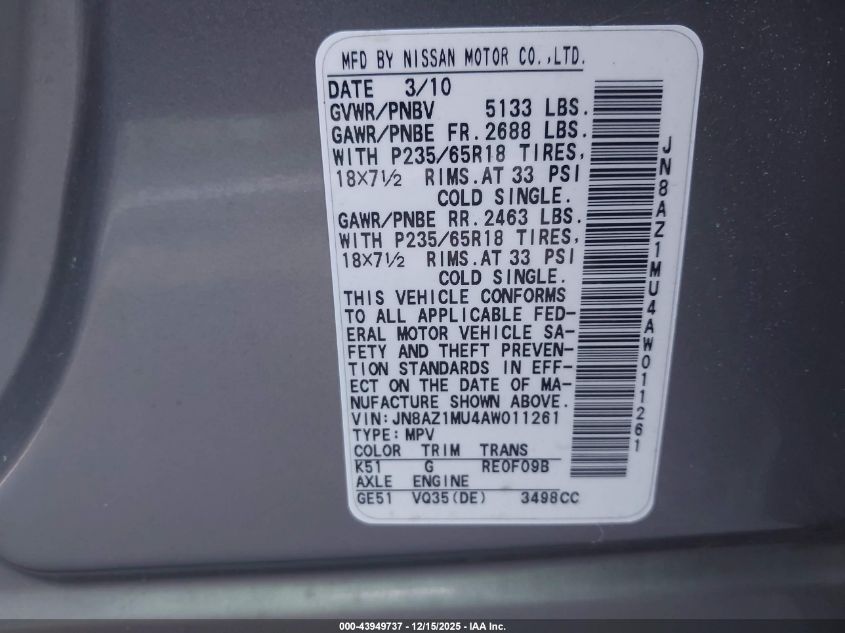 MFD BY NISSAN MOTOR CO.,LTD.
DATE 3/10
GVWR/PNBV 5133 LBS.
GAWR/PNBE FR. 2688 LBS.
WITH P235/65R18 TIRES,
18X7½ RIMS.AT 33 PSI
COLD SINGLE.
GAWR/PNBE RR. 2463 LBS.
WITH P235/65R18 TIRES,
18X7½ RIMS.AT 33 PSI
COLD SINGLE.
THIS VEHICLE CONFORMS
TO ALL APPLICABLE FED-
ERAL MOTOR VEHICLE SA-
FETY AND THEFT PREVEN-
TION STANDARDS IN EFF-
ECT ON THE DATE OF MA-
NUFACTURE SHOWN ABOVE.
VIN:JN8AZ1MU4AW011261
TYPE:MPV
COLOR TRIM TRANS
K51 G RE0F09B
AXLE ENGINE
GE51 VQ35(DE) 3498CC
JN8AZ1MU4AW011261
000-43949737 - 12/15/2025 - IAA Inc.